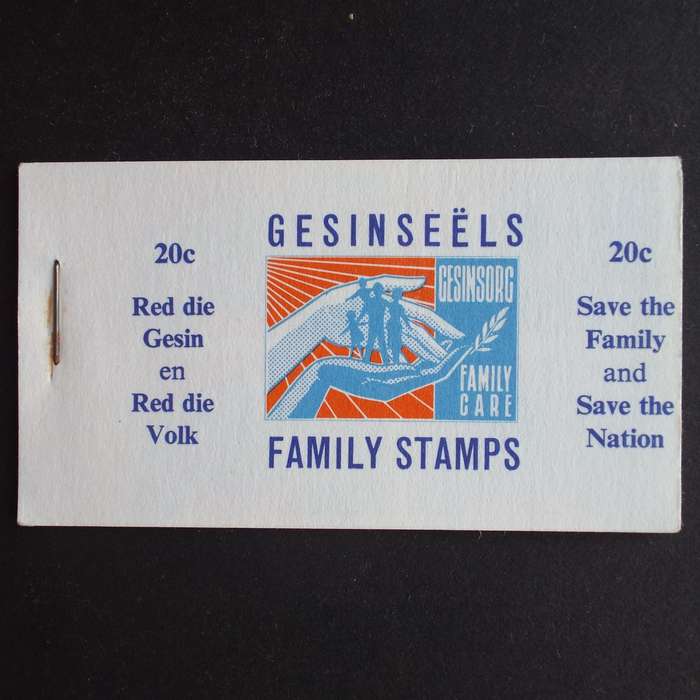 GESINSEËLS
20c
Red die
Gesin
en
Red die
Volk
GESINSORG
FAMILY
CARE
20c
Save the
Family
and
Save the
Nation
FAMILY STAMPS